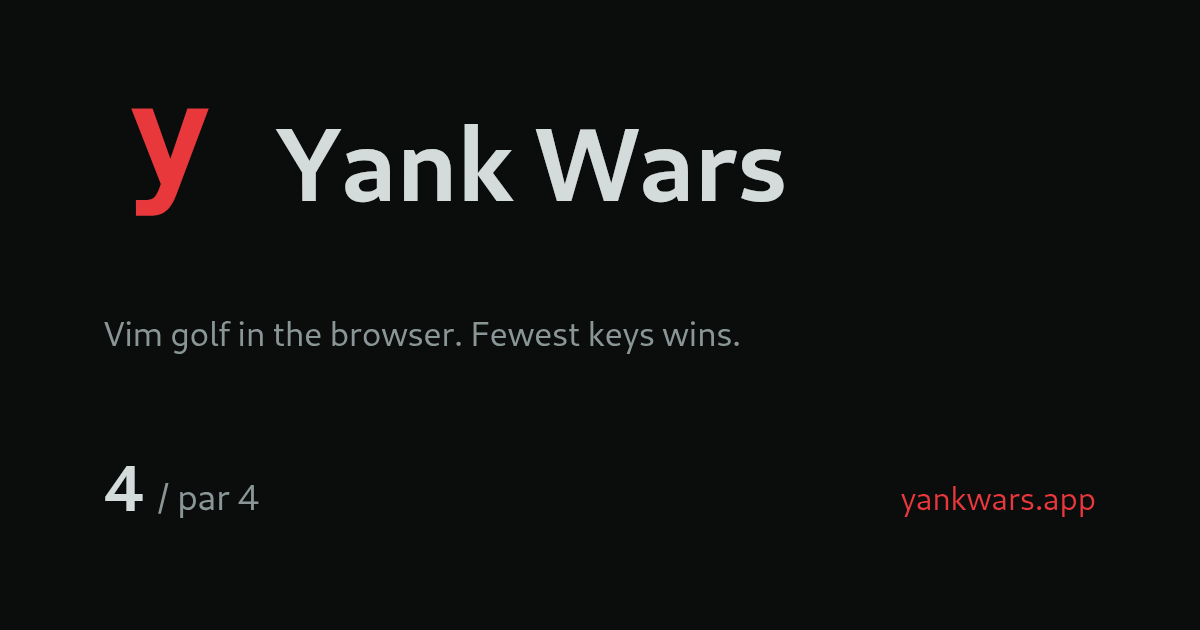 y
Yank Wars
Vim golf in the browser. Fewest keys wins.
4 / par 4
yankwars.app